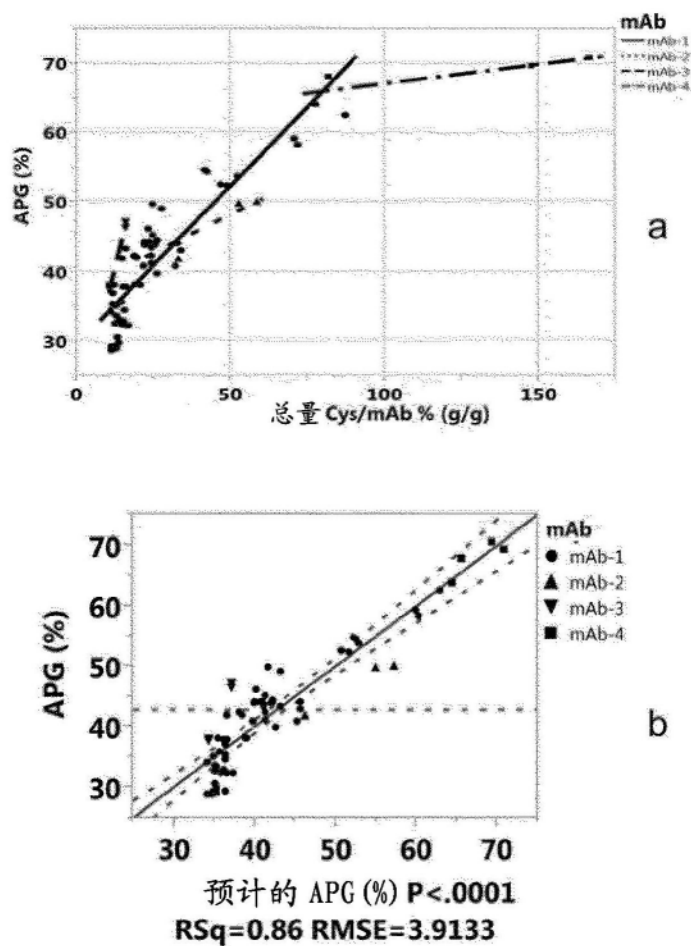 mAb
mAb-1
mAb-2
mAb-3
mAb-4
APG (%)
70
60
50
40
30
0
50
100
150
总量 Cys/mAb % (g/g)
a
mAb
mAb-1
mAb-2
mAb-3
mAb-4
APG (%)
70
60
50
40
30
30
40
50
60
70
预计的 APG(%) P<.0001
RSq=0.86 RMSE=3.9133
b